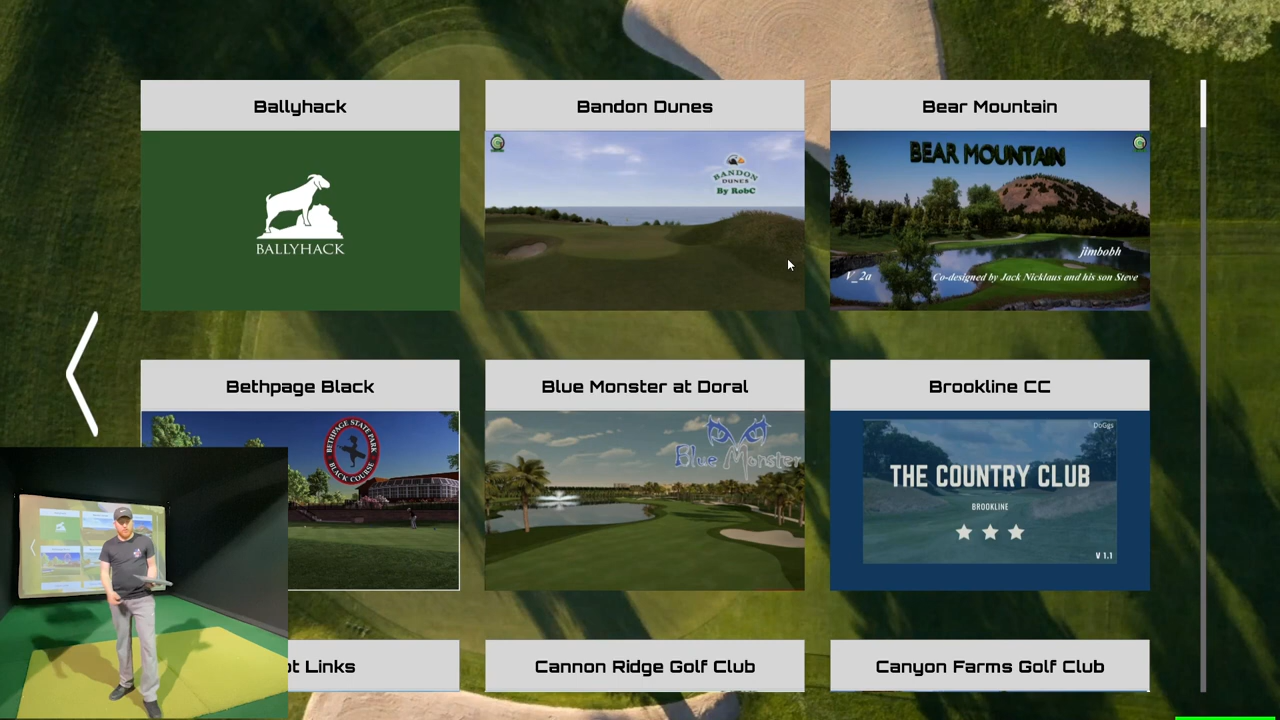 Ballyhack
Bandon Dunes
Bear Mountain
BALLYHACK
BANDON
DUNES
By RobC
BEAR MOUNTAIN
jimbobh
V_2a
Co-designed by Jack Nicklaus and his son Steve
Bethpage Black
Blue Monster at Doral
Brookline CC
BETHPAGE STATE PARK
BLACK COURSE
Blue Monster
DoGgs
THE COUNTRY CLUB
BROOKLINE
V 1.1
ot Links
Cannon Ridge Golf Club
Canyon Farms Golf Club